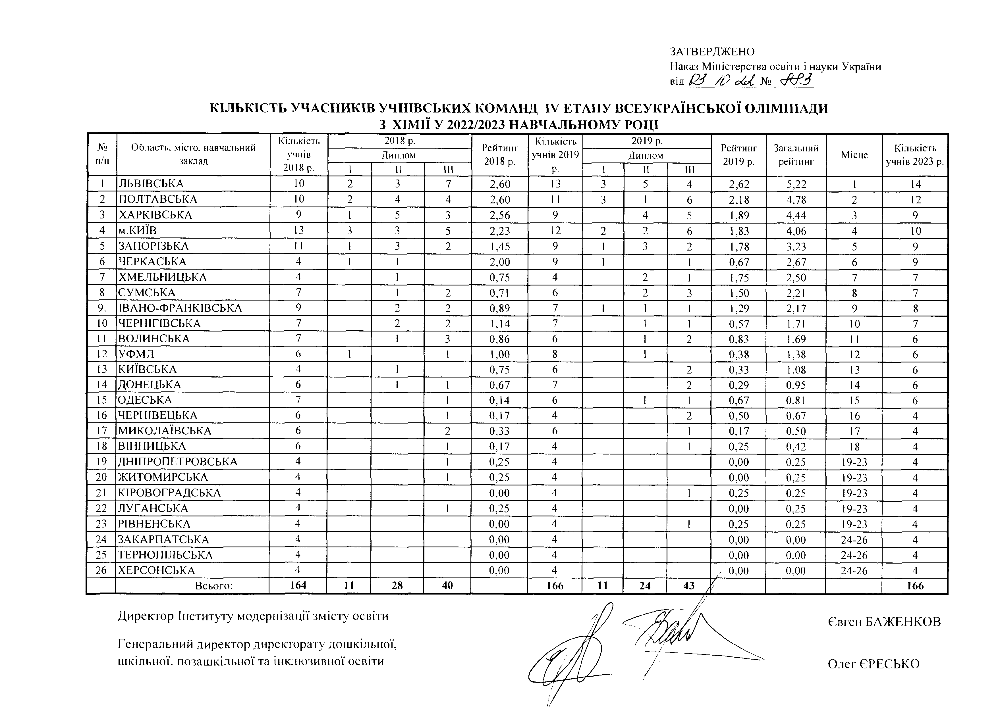 ЗАТВЕРДЖЕНО
Наказ Міністерства освіти і науки України
від 03 10 22 № 883
КІЛЬКІСТЬ УЧАСНИКІВ УЧНІВСЬКИХ КОМАНД IV ЕТАПУ ВСЕУКРАЇНСЬКОЇ ОЛІМПІАДИ
З ХІМІЇ У 2022/2023 НАВЧАЛЬНОМУ РОЦІ
№ п/п Область, місто, навчальний заклад Кількість учнів 2018 р. 2018 р. Диплом I II III Рейтинг 2018 р. Кількість учнів 2019 р. 2019 р. Диплом I II III Рейтинг 2019 р. Загальний рейтинг Місце Кількість учнів 2023 р.
1 ЛЬВІВСЬКА 10 2 3 7 2,60 13 3 5 4 2,62 5,22 1 14
2 ПОЛТАВСЬКА 10 2 4 4 2,60 11 3 1 6 2,18 4,78 2 12
3 ХАРКІВСЬКА 9 1 5 3 2,56 9 4 5 1,89 4,44 3 9
4 м.КИЇВ 13 3 3 5 2,23 12 2 2 6 1,83 4,06 4 10
5 ЗАПОРІЗЬКА 11 1 3 2 1,45 9 1 3 2 1,78 3,23 5 9
6 ЧЕРКАСЬКА 4 1 1 2,00 9 1 1 0,67 2,67 6 9
7 ХМЕЛЬНИЦЬКА 4 1 0,75 4 2 1 1,75 2,50 7 7
8 СУМСЬКА 7 1 2 0,71 6 2 3 1,50 2,21 8 7
9. ІВАНО-ФРАНКІВСЬКА 9 2 2 0,89 7 1 1 1 1,29 2,17 9 8
10 ЧЕРНІГІВСЬКА 7 2 2 1,14 7 1 1 0,57 1,71 10 7
11 ВОЛИНСЬКА 7 1 3 0,86 6 1 2 0,83 1,69 11 6
12 УФМЛ 6 1 1 1,00 8 1 0,38 1,38 12 6
13 КИЇВСЬКА 4 1 0,75 6 2 0,33 1,08 13 6
14 ДОНЕЦЬКА 6 1 1 0,67 7 2 0,29 0,95 14 6
15 ОДЕСЬКА 7 1 0,14 6 1 1 0,67 0,81 15 6
16 ЧЕРНІВЕЦЬКА 6 1 0,17 4 2 0,50 0,67 16 4
17 МИКОЛАЇВСЬКА 6 2 0,33 6 1 0,17 0,50 17 4
18 ВІННИЦЬКА 6 1 0,17 4 1 0,25 0,42 18 4
19 ДНІПРОПЕТРОВСЬКА 4 1 0,25 4 0,00 0,25 19-23 4
20 ЖИТОМИРСЬКА 4 1 0,25 4 0,00 0,25 19-23 4
21 КІРОВОГРАДСЬКА 4 0,00 4 1 0,25 0,25 19-23 4
22 ЛУГАНСЬКА 4 1 0,25 4 0,00 0,25 19-23 4
23 РІВНЕНСЬКА 4 0,00 4 1 0,25 0,25 19-23 4
24 ЗАКАРПАТСЬКА 4 0,00 4 0,00 0,00 24-26 4
25 ТЕРНОПІЛЬСЬКА 4 0,00 4 0,00 0,00 24-26 4
26 ХЕРСОНСЬКА 4 0,00 4 0,00 0,00 24-26 4
Всього: 164 11 28 40 166 11 24 43 166
Директор Інституту модернізації змісту освіти Євген БАЖЕНКОВ
Генеральний директор директорату дошкільної,
шкільної, позашкільної та інклюзивної освіти Олег ЄРЕСЬКО